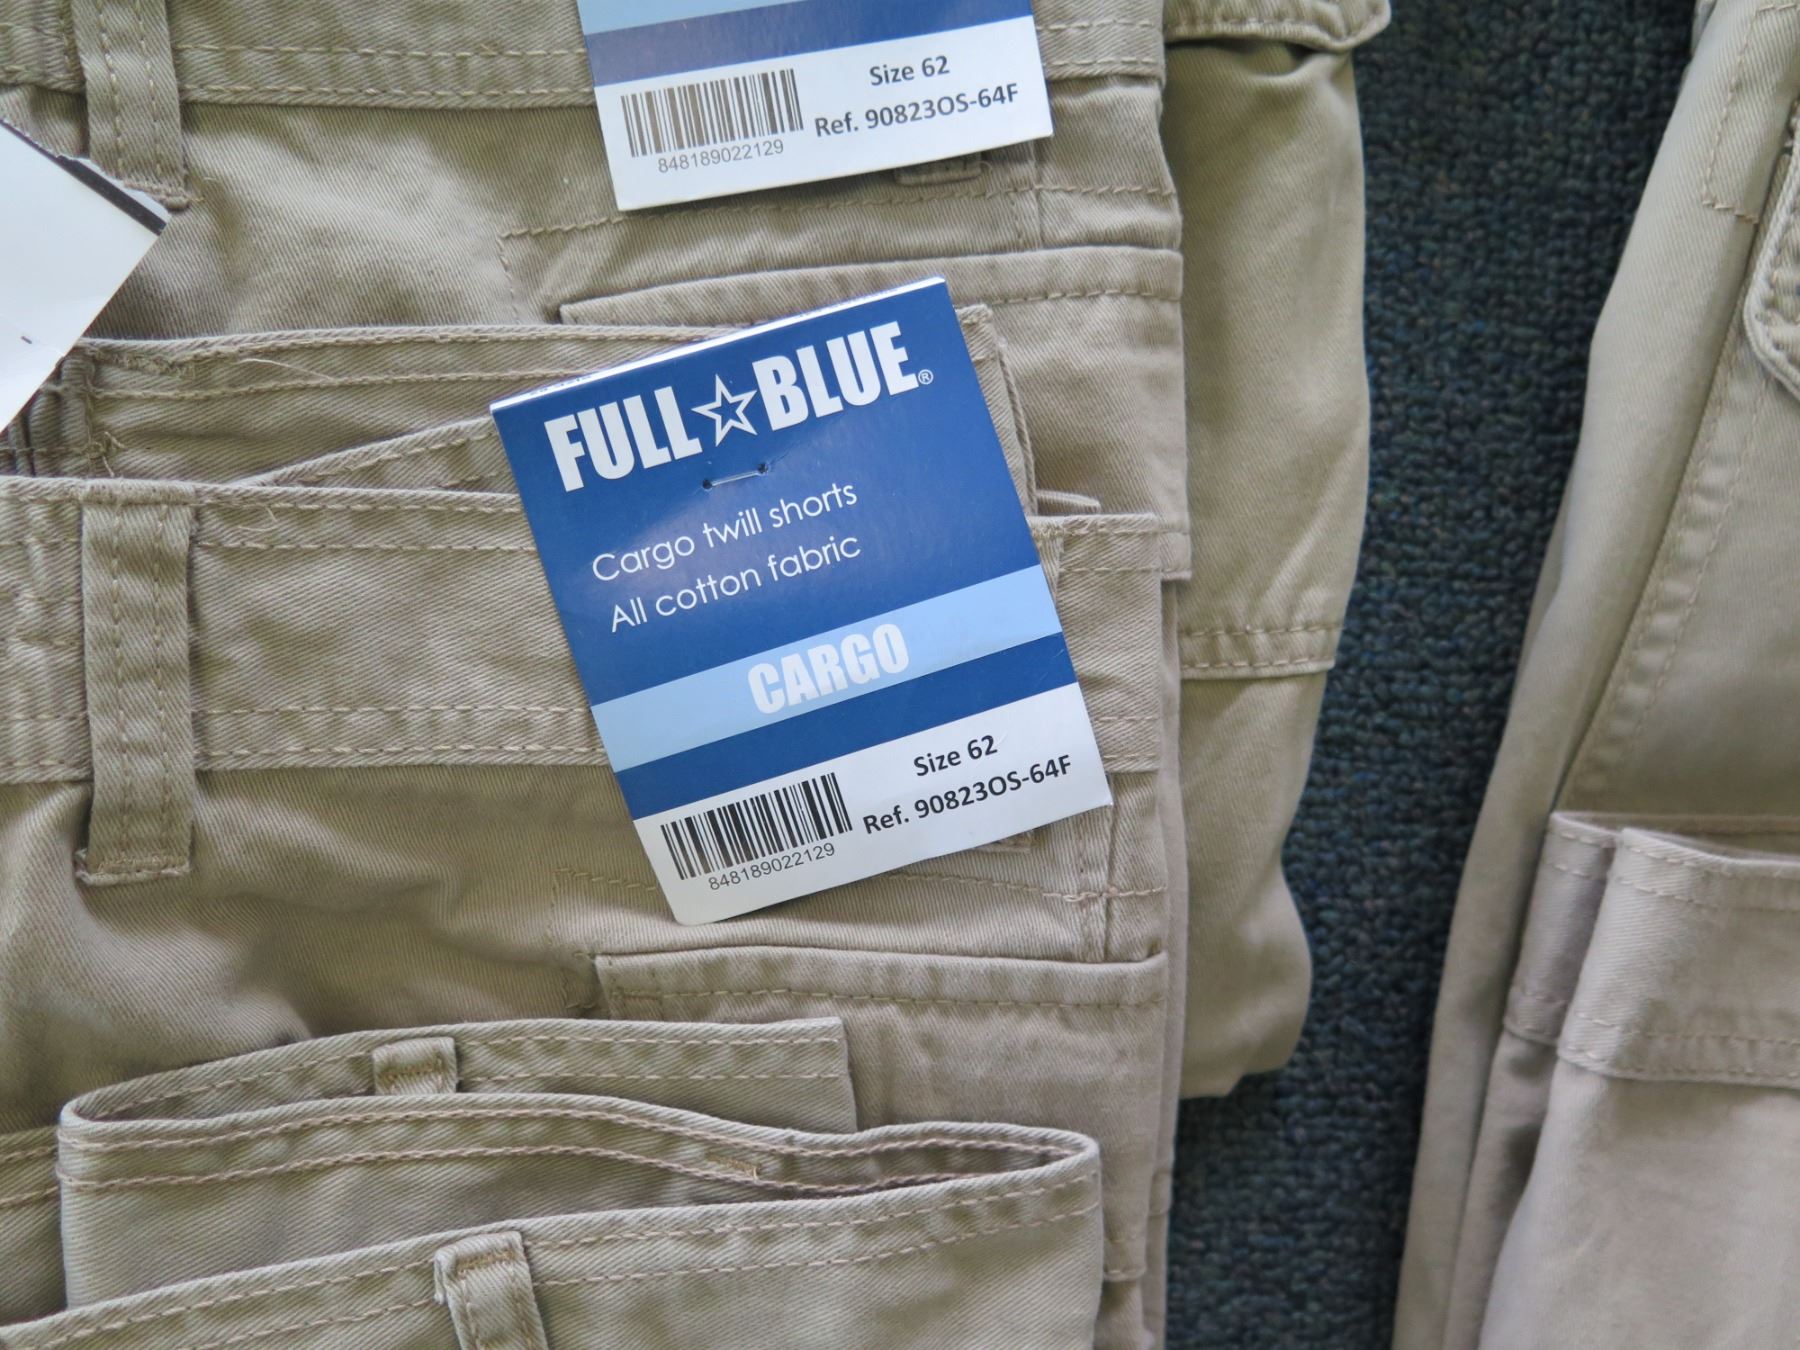 Size 62
Ref. 90823OS-64F
848189022129
FULL☆BLUE®
Cargo twill shorts
All cotton fabric
CARGO
Size 62
Ref. 90823OS-64F
848189022129